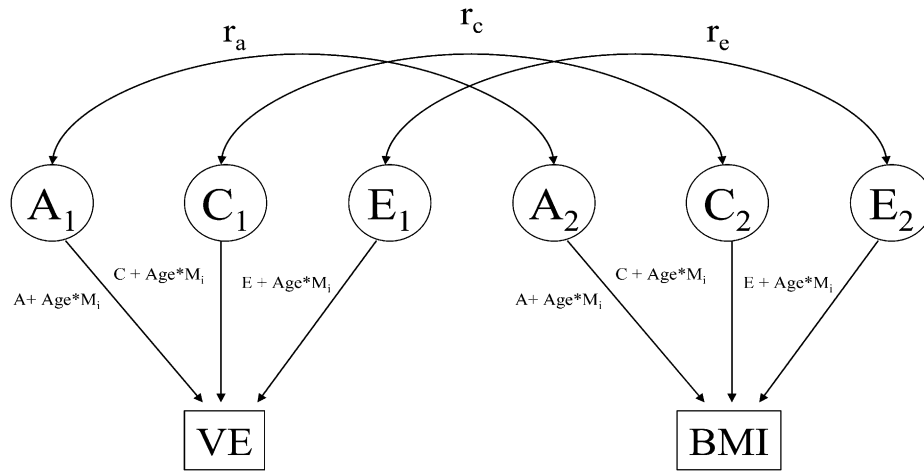 r_a r_c r_e
A_1 C_1 E_1 A_2 C_2 E_2
A+ Age*M_i C + Age*M_i E + Age*M_i A+ Age*M_i C + Age*M_i E + Age*M_i
VE BMI